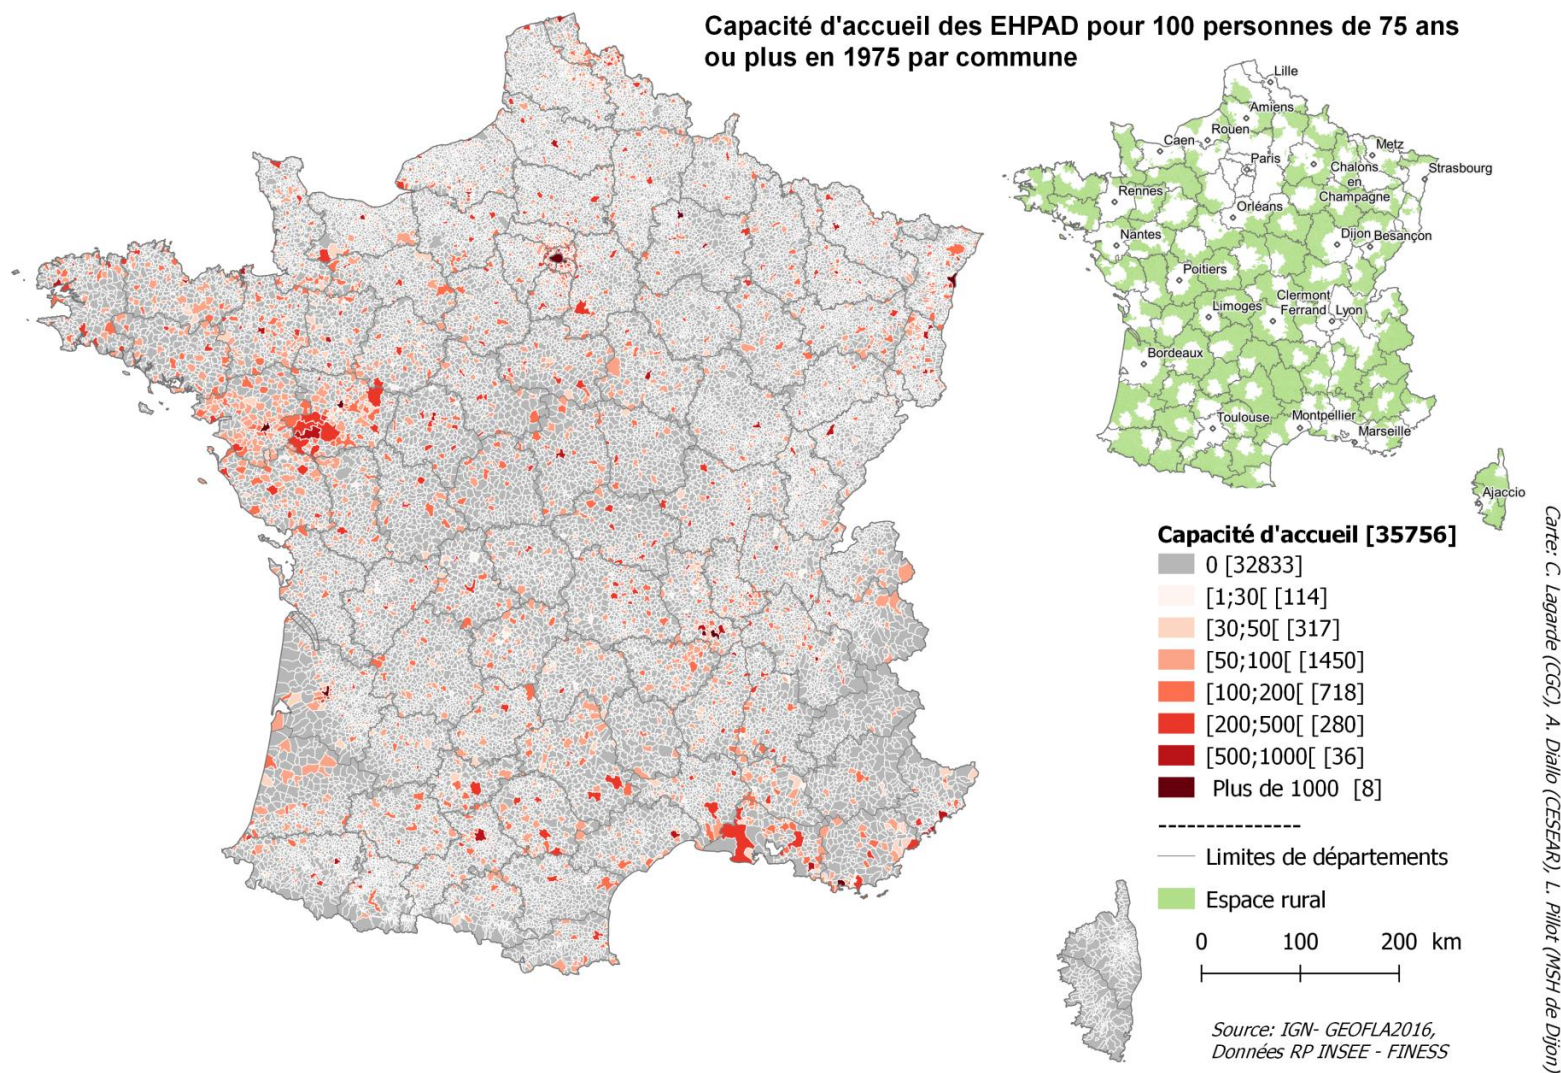 Capacité d'accueil des EHPAD pour 100 personnes de 75 ans
ou plus en 1975 par commune
Lille
Amiens
Rouen
Caen
Paris
Metz
Strasbourg
Chalons
en
Champagne
Rennes
Orléans
Nantes
Dijon
Besançon
Poitiers
Clermont
Ferrand
Limoges
Lyon
Bordeaux
Toulouse
Montpellier
Marseille
Ajaccio
Capacité d'accueil [35756]
0 [32833]
[1;30[ [114]
[30;50[ [317]
[50;100[ [1450]
[100;200[ [718]
[200;500[ [280]
[500;1000[ [36]
Plus de 1000 [8]
---------------
Limites de départements
Espace rural
0 100 200 km
Source: IGN- GEOFLA2016,
Données RP INSEE - FINESS
Carte: C. Lagarde (CGC), A. Diallo (CESEAR), L. Pillot (MSH de Dijon)